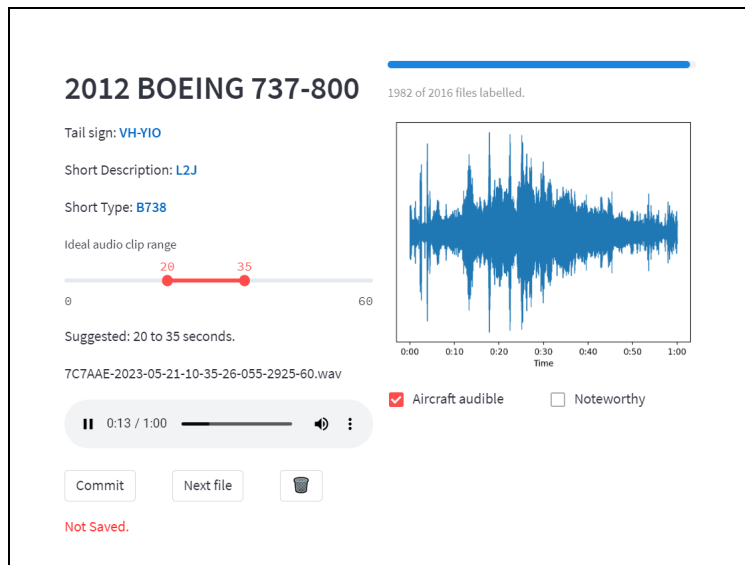 2012 BOEING 737-800
Tail sign: VH-YIO
Short Description: L2J
Short Type: B738
Ideal audio clip range
20 35
0 60
Suggested: 20 to 35 seconds.
7C7AAE-2023-05-21-10-35-26-055-2925-60.wav
0:13 / 1:00
Commit Next file
Not Saved.
1982 of 2016 files labelled.
0:00 0:10 0:20 0:30 0:40 0:50 1:00
Time
Aircraft audible Noteworthy